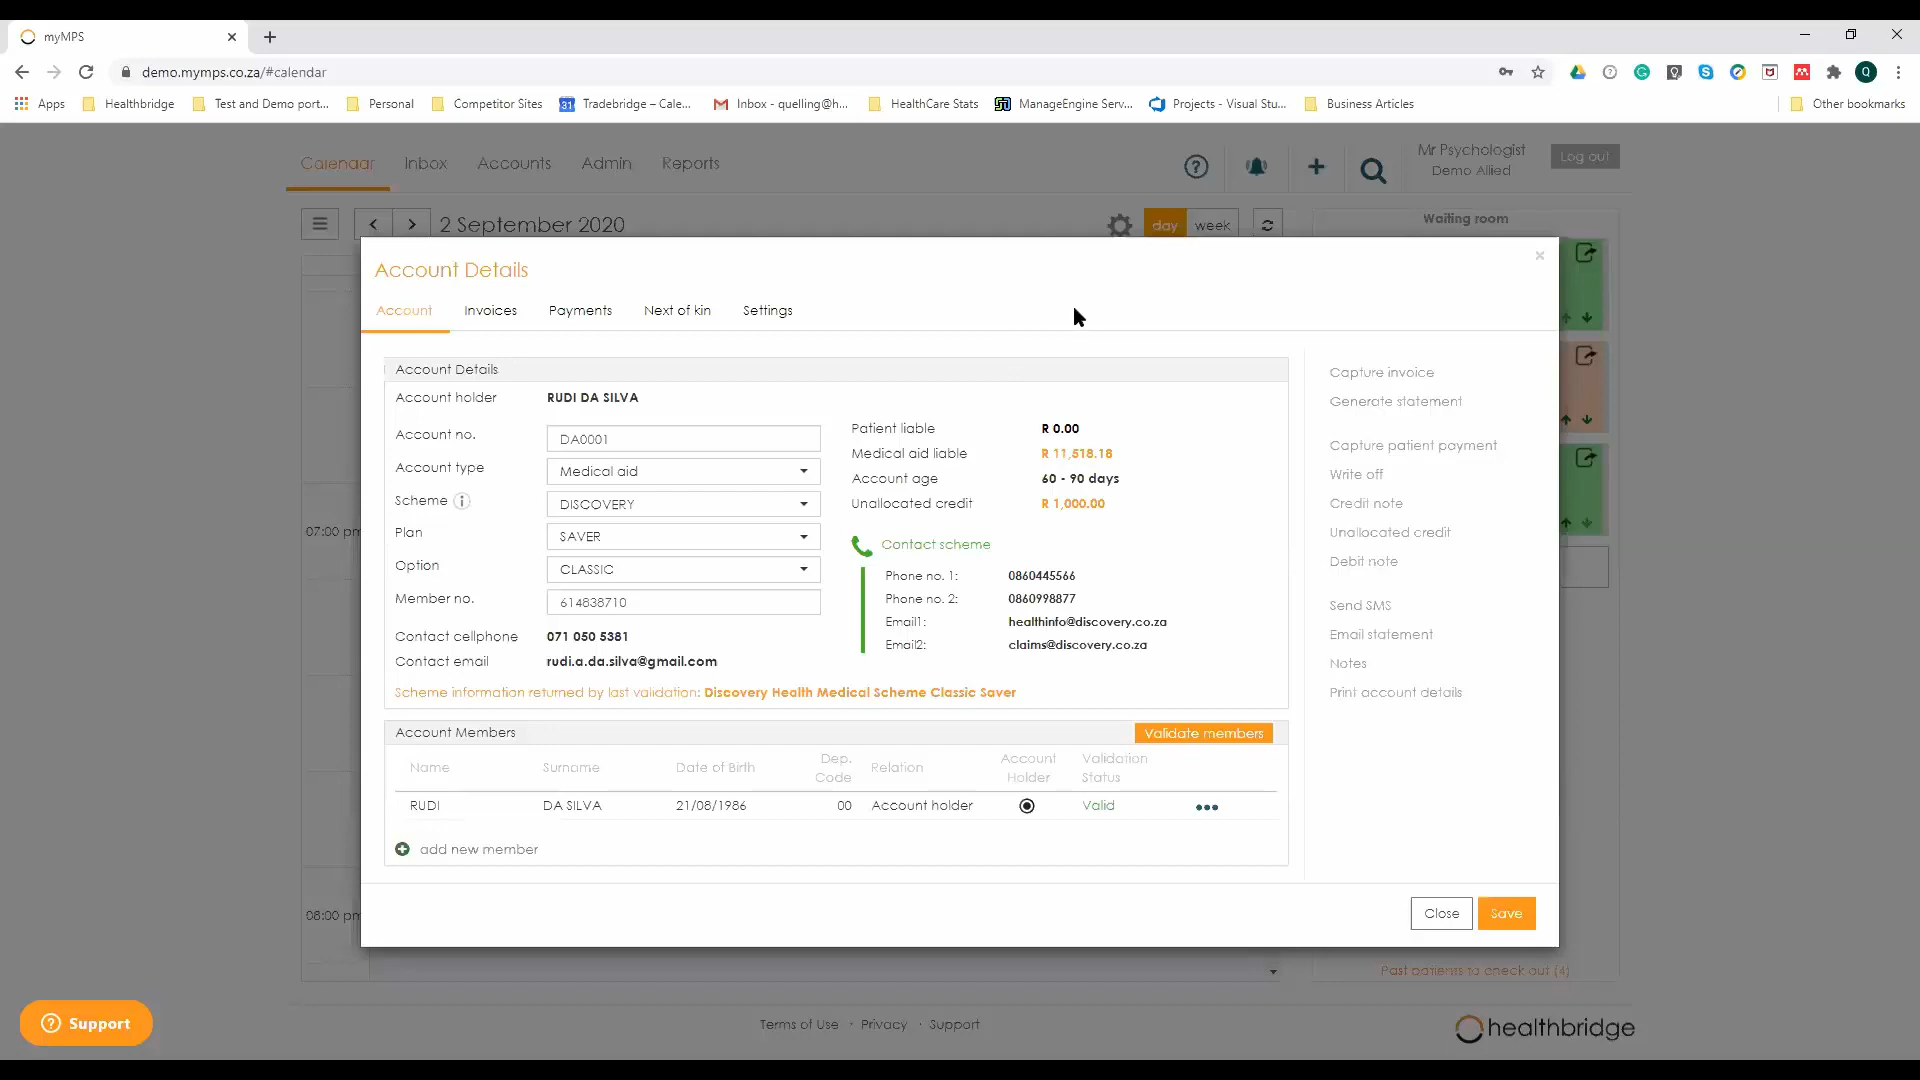 myMPS
demo.mymps.co.za/#calendar
Q
Apps Healthbridge Test and Demo port... Personal Competitor Sites 31 Tradebridge – Cale... Inbox - quelling@h... HealthCare Stats ManageEngine Serv... Projects - Visual Stu... Business Articles Other bookmarks
Calendar Inbox Accounts Admin Reports
Mr Psychologist
Demo Allied
Log out
2 September 2020
day week
Waiting room
Account Details
Account Invoices Payments Next of kin Settings
Account Details
Account holder RUDI DA SILVA
Account no. DA0001
Account type Medical aid
Scheme DISCOVERY
Plan SAVER
Option CLASSIC
Member no. 614838710
Contact cellphone 071 050 5381
Contact email rudi.a.da.silva@gmail.com
Patient liable R 0.00
Medical aid liable R 11,518.18
Account age 60 - 90 days
Unallocated credit R 1,000.00
Contact scheme
Phone no. 1: 0860445566
Phone no. 2: 0860998877
Email1: healthinfo@discovery.co.za
Email2: claims@discovery.co.za
Scheme information returned by last validation: Discovery Health Medical Scheme Classic Saver
Capture invoice
Generate statement
Capture patient payment
Write off
Credit note
Unallocated credit
Debit note
Send SMS
Email statement
Notes
Print account details
Account Members Validate members
Name Surname Date of Birth Dep. Code Relation Account Holder Validation Status
RUDI DA SILVA 21/08/1986 00 Account holder Valid
add new member
Close Save
07:00 pm
08:00 pm
Past patients to check out (4)
Support
Terms of Use · Privacy · Support
healthbridge